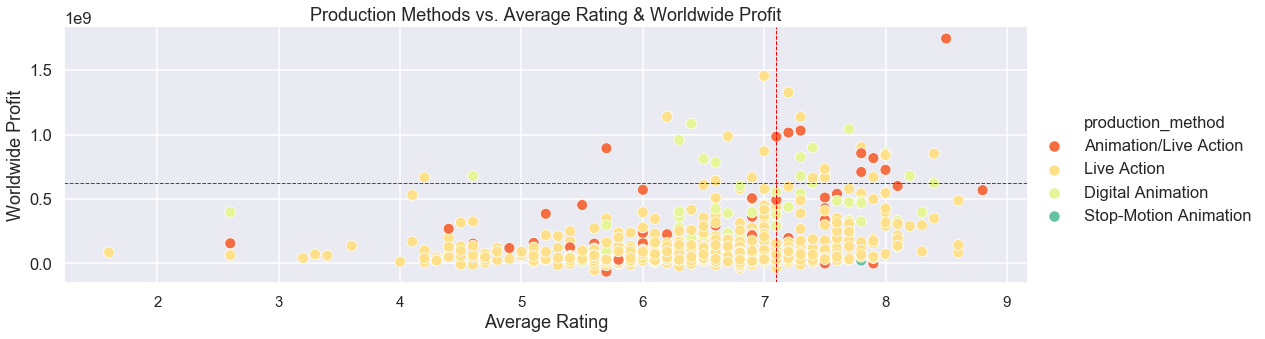 Production Methods vs. Average Rating & Worldwide Profit
1e9
1.5
1.0
0.5
0.0
Worldwide Profit
2 3 4 5 6 7 8 9
Average Rating
production_method
Animation/Live Action
Live Action
Digital Animation
Stop-Motion Animation